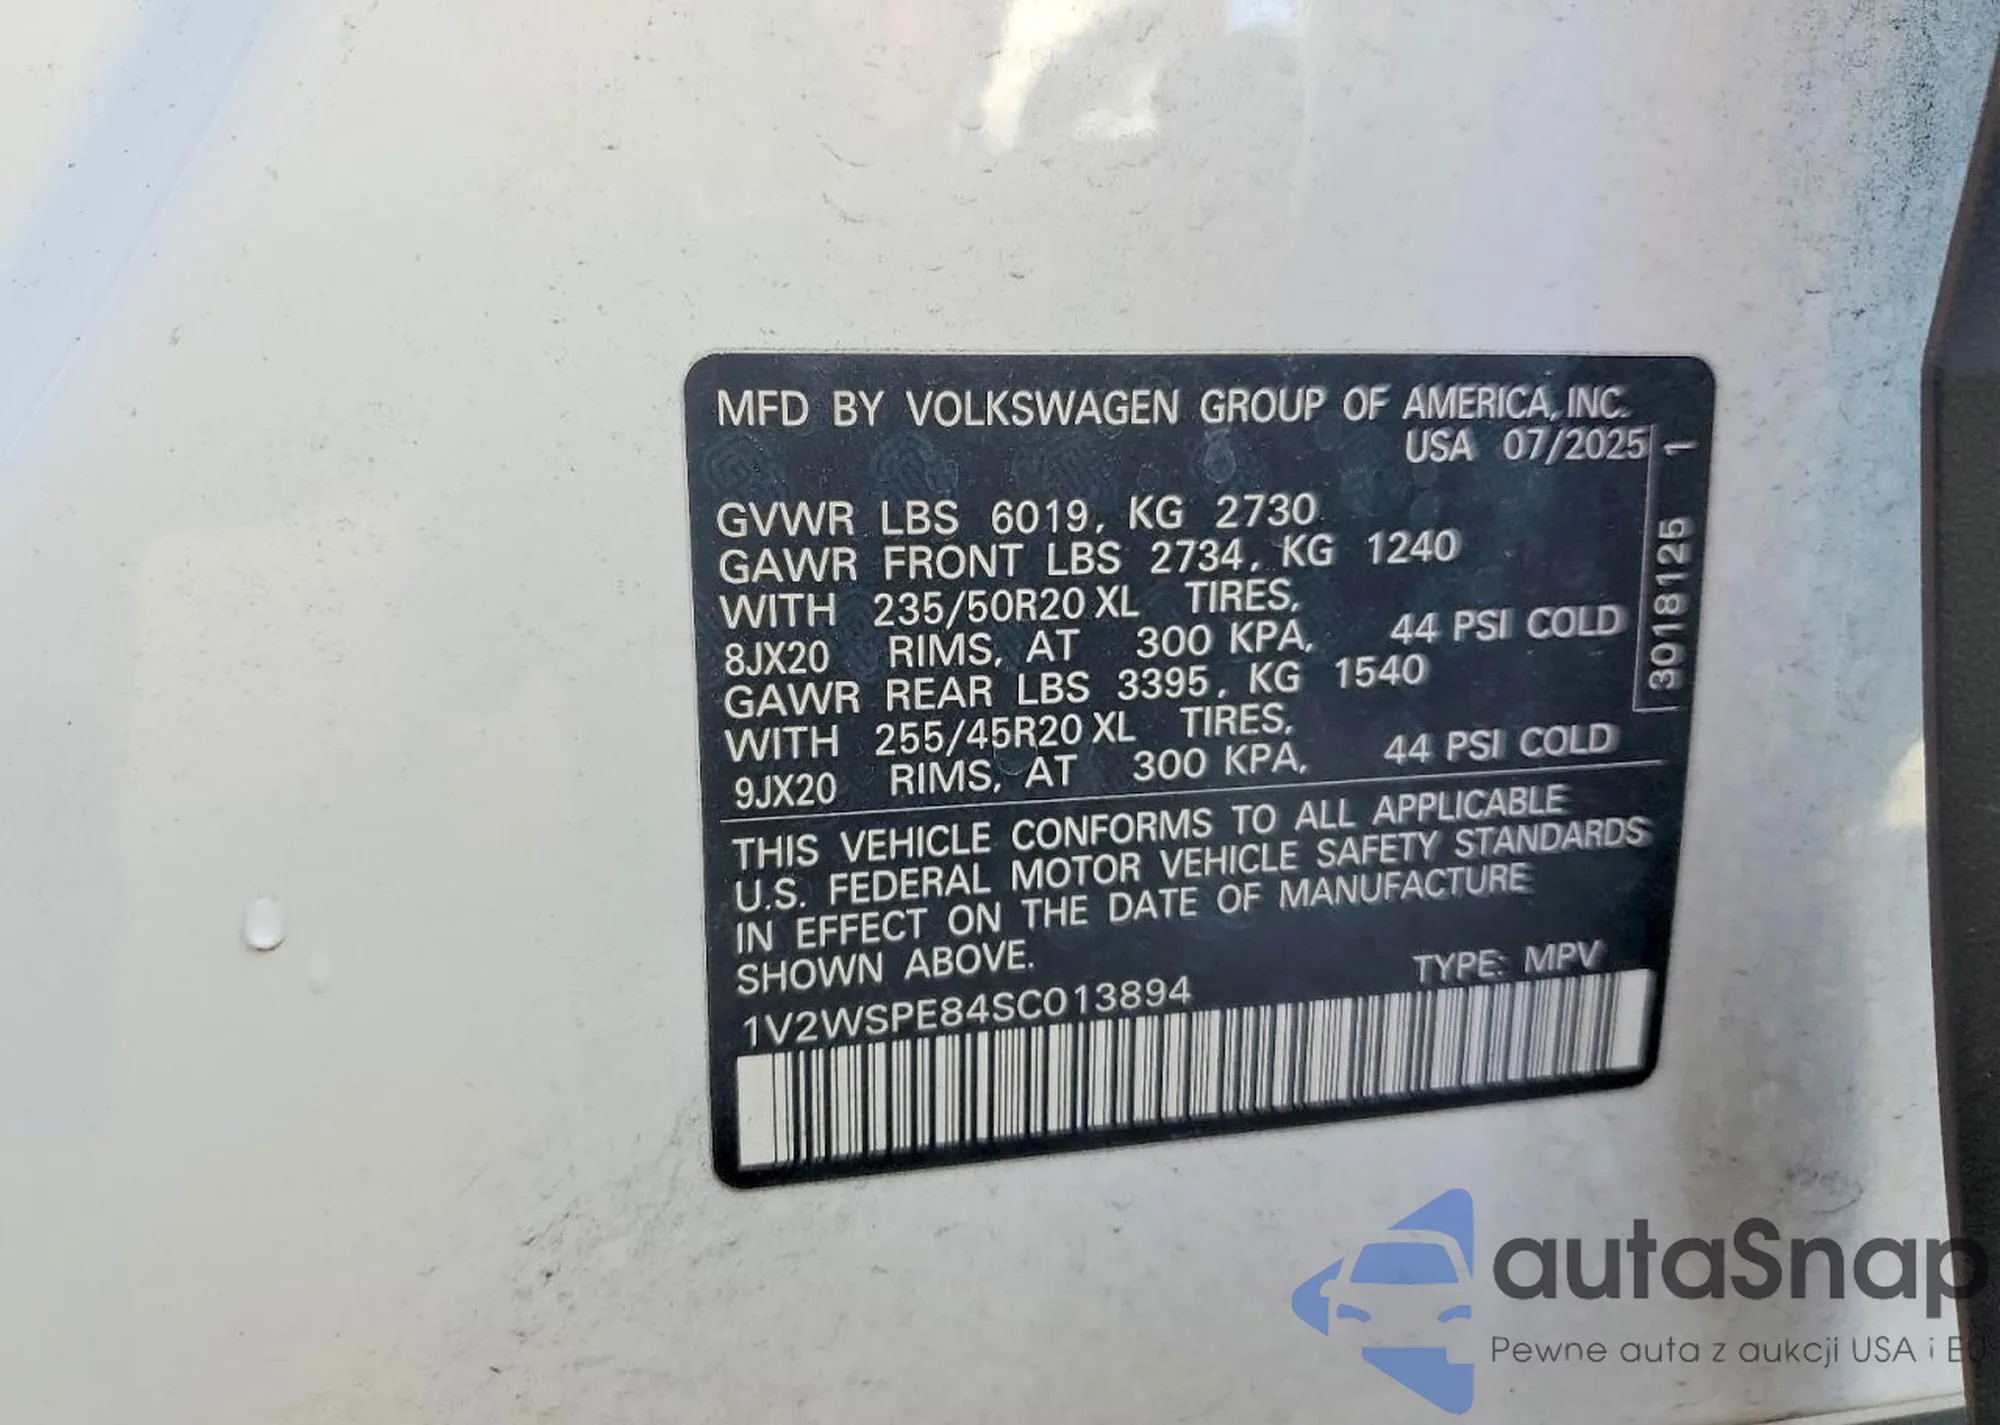 MFD BY VOLKSWAGEN GROUP OF AMERICA, INC.
USA 07/2025
GVWR LBS 6019, KG 2730
GAWR FRONT LBS 2734, KG 1240
WITH 235/50R20 XL TIRES,
8JX20 RIMS, AT 300 KPA, 44 PSI COLD
GAWR REAR LBS 3395, KG 1540
WITH 255/45R20 XL TIRES,
9JX20 RIMS, AT 300 KPA, 44 PSI COLD
THIS VEHICLE CONFORMS TO ALL APPLICABLE
U.S. FEDERAL MOTOR VEHICLE SAFETY STANDARDS
IN EFFECT ON THE DATE OF MANUFACTURE
SHOWN ABOVE.
TYPE: MPV
1V2WSPE84SC013894
3018125 1
autaSnap
Pewne auta z aukcji USA i EU